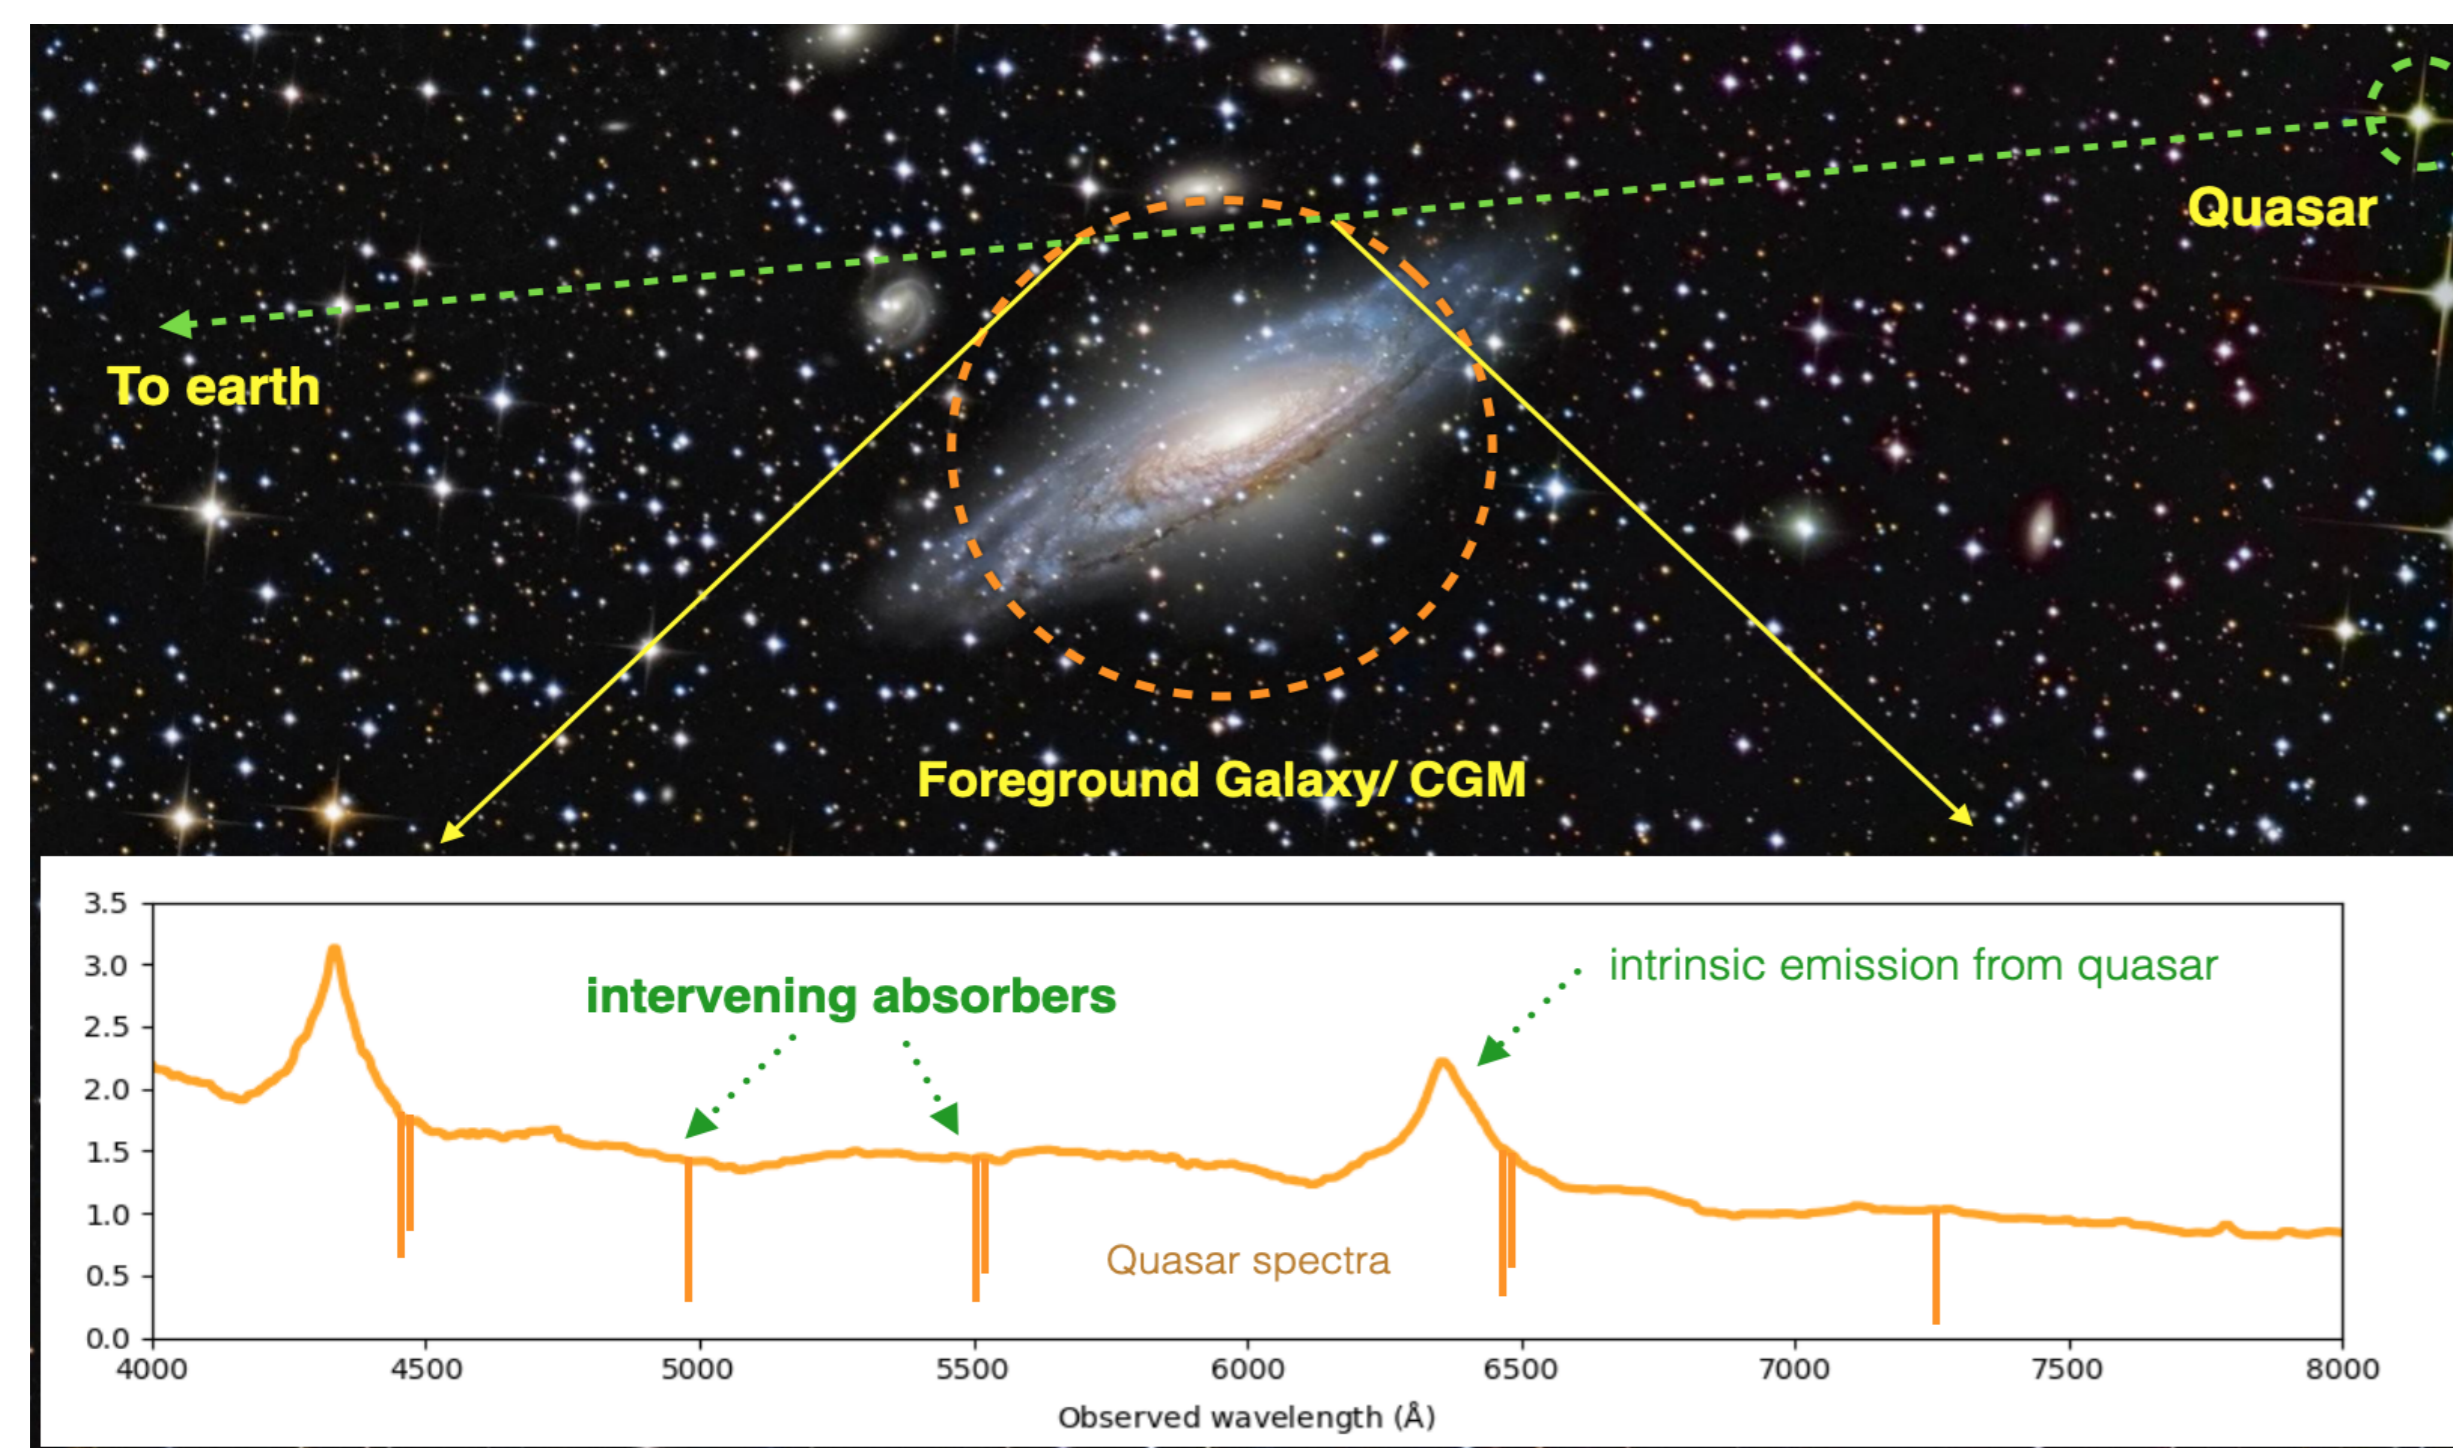 Quasar
To earth
Foreground Galaxy/ CGM
3.5
3.0
2.5
2.0
1.5
1.0
0.5
0.0
intervening absorbers
intrinsic emission from quasar
Quasar spectra
4000 4500 5000 5500 6000 6500 7000 7500 8000
Observed wavelength (Å)